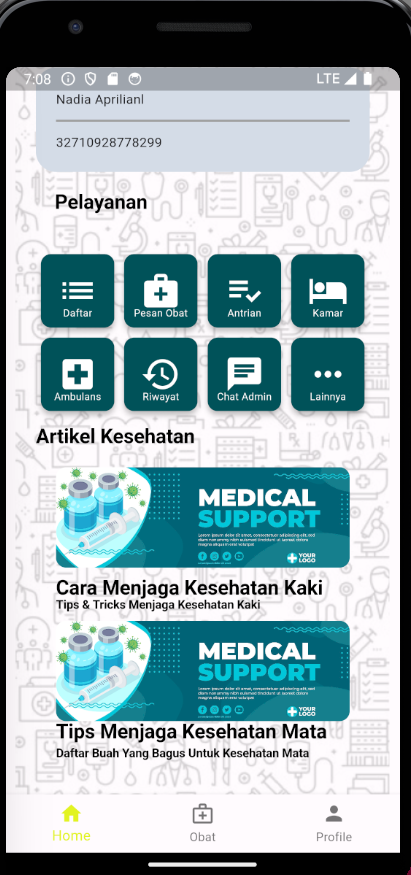 7:08
LTE
Nadia Aprilianl
32710928778299
Pelayanan
Daftar
Pesan Obat
Antrian
Kamar
Ambulans
Riwayat
Chat Admin
Lainnya
Artikel Kesehatan
MEDICAL
SUPPORT
YOUR
LOGO
Cara Menjaga Kesehatan Kaki
Tips & Tricks Menjaga Kesehatan Kaki
MEDICAL
SUPPORT
YOUR
LOGO
Tips Menjaga Kesehatan Mata
Daftar Buah Yang Bagus Untuk Kesehatan Mata
Home
Obat
Profile